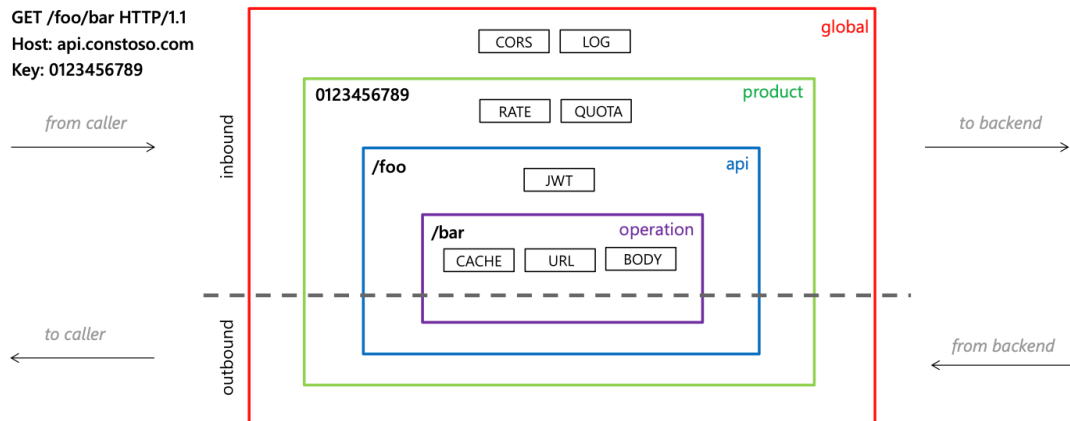 GET /foo/bar HTTP/1.1
Host: api.constoso.com
Key: 0123456789
global
CORS
LOG
0123456789
product
RATE
QUOTA
from caller
to backend
inbound
/foo
api
JWT
/bar
operation
CACHE
URL
BODY
to caller
from backend
outbound